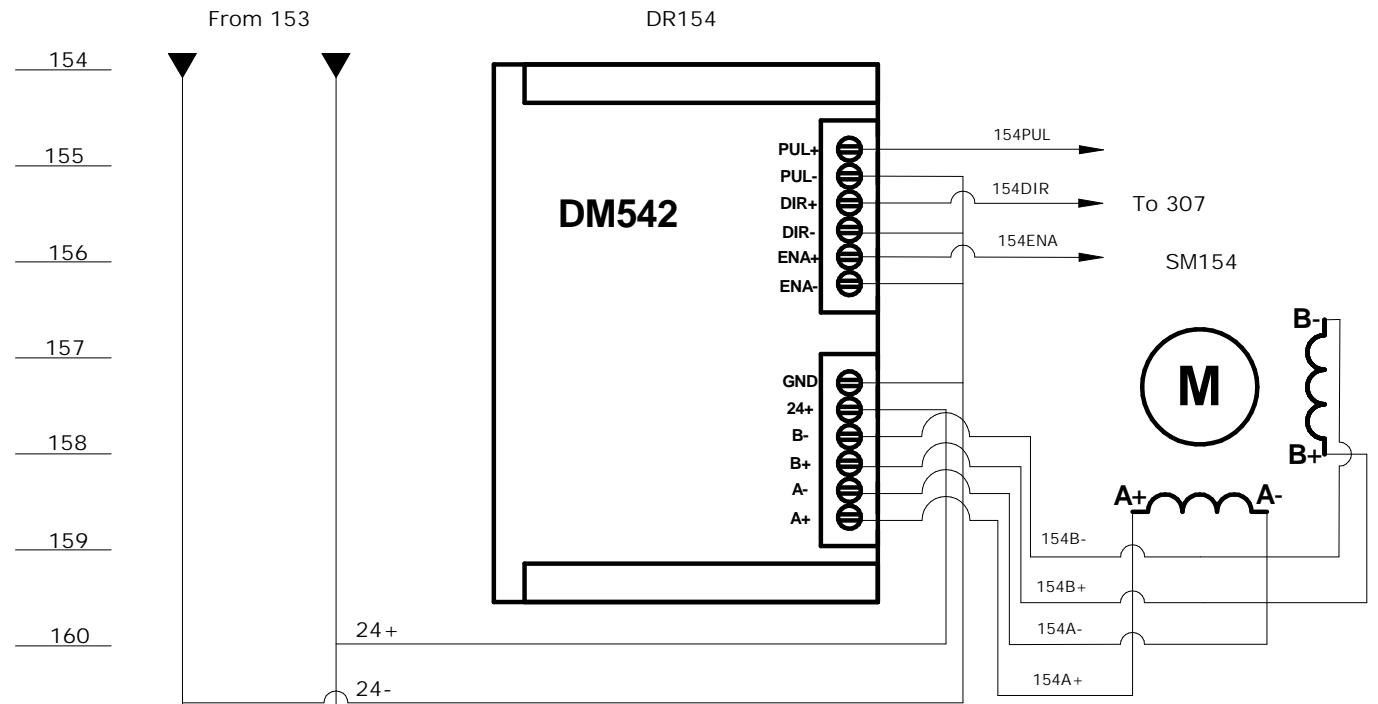 From 153
DR154
154
155
156
157
158
159
160
DM542
PUL+
PUL-
DIR+
DIR-
ENA+
ENA-
GND
24+
B-
B+
A-
A+
154PUL
154DIR
154ENA
To 307
SM154
M
B-
B+
A+
A-
154B-
154B+
154A-
154A+
24+
24-